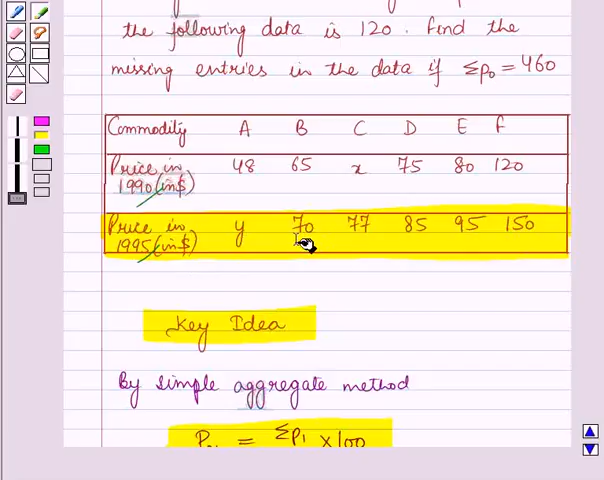 the following data is 120. Find the
missing entries in the data if Σp₀ = 460
Commodity A B C D E F
Price in 1990 (in $) 48 65 x 75 80 120
Price in 1995 (in $) y 70 77 85 95 150
Key Idea
By simple aggregate method
= Σp₁ × 100